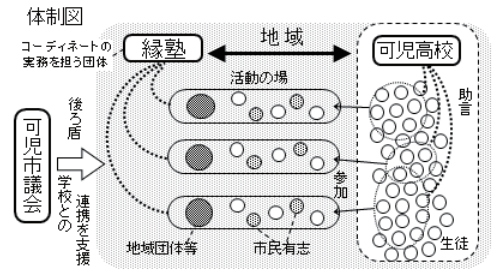 体制図
コーディネートの
実務を担う団体
縁塾
地域
可児高校
活動の場
助言
後ろ盾
可児市議会
学校との
連携を支援
参加
地域団体等
市民有志
生徒